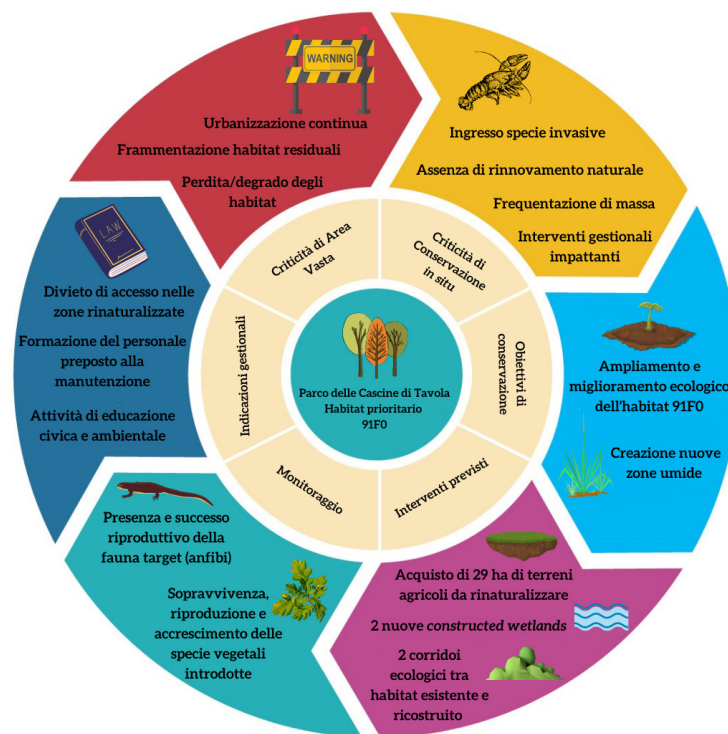 WARNING
Urbanizzazione continua
Frammentazione habitat residuali
Perdita/degrado degli
habitat
Ingresso specie invasive
Assenza di rinnovamento naturale
Frequentazione di massa
Interventi gestionali
impattanti
Ampliamento e
miglioramento ecologico
dell'habitat 91F0
Creazione nuove
zone umide
Acquisto di 29 ha di terreni
agricoli da rinaturalizzare
2 nuove constructed wetlands
2 corridoi
ecologici tra
habitat esistente e
ricostruito
Presenza e successo
riproduttivo della
fauna target (anfibi)
Sopravvivenza,
riproduzione e
accrescimento delle
specie vegetali
introdotte
LAW
Divieto di accesso nelle
zone rinaturalizzate
Formazione del personale
preposto alla
manutenzione
Attività di educazione
civica e ambientale
Criticità di Area
Vasta
Criticità di
Conservazione
in situ
Obiettivi di
conservazione
Interventi previsti
Monitoraggio
Indicazioni gestionali
Parco delle Cascine di Tavola
Habitat prioritario
91F0